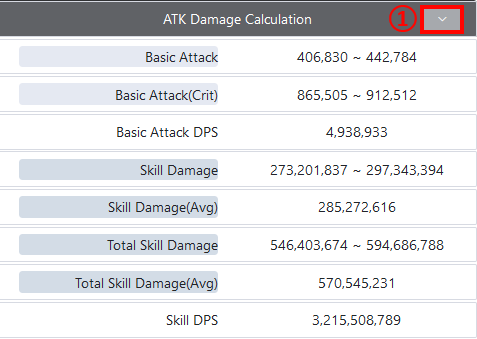 ATK Damage Calculation ①
Basic Attack 406,830 ~ 442,784
Basic Attack(Crit) 865,505 ~ 912,512
Basic Attack DPS 4,938,933
Skill Damage 273,201,837 ~ 297,343,394
Skill Damage(Avg) 285,272,616
Total Skill Damage 546,403,674 ~ 594,686,788
Total Skill Damage(Avg) 570,545,231
Skill DPS 3,215,508,789